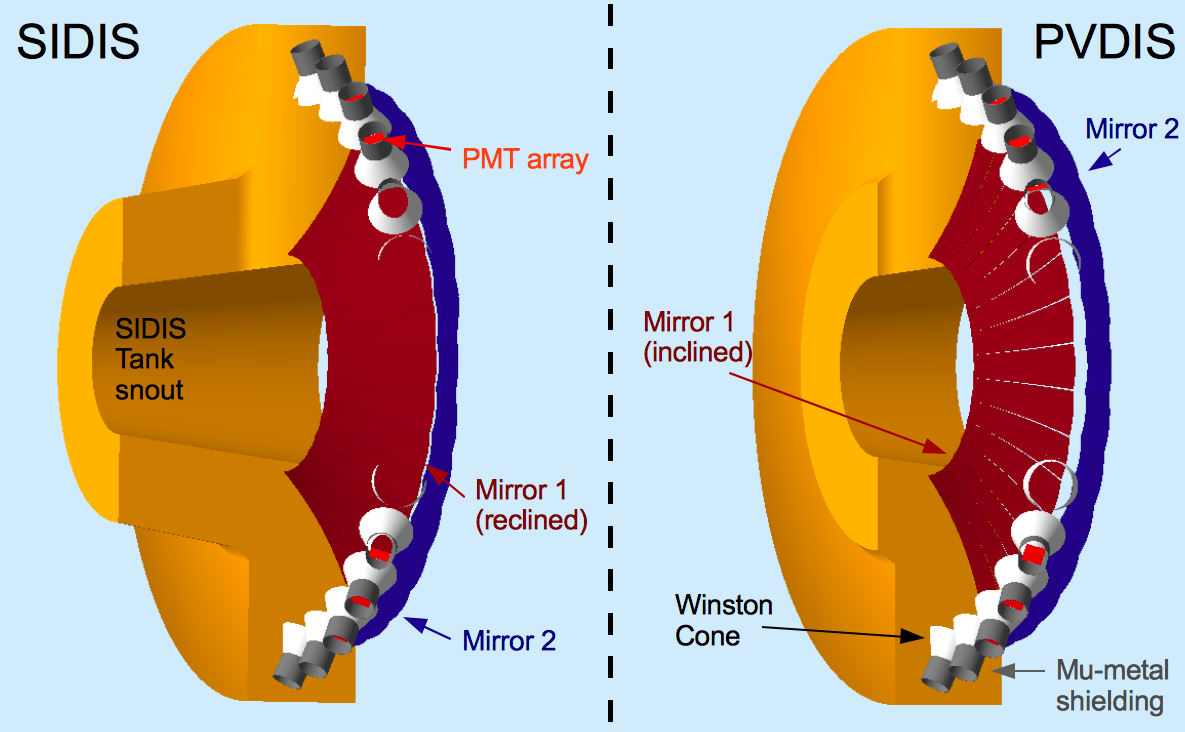 SIDIS
PMT array
SIDIS
Tank
snout
Mirror 1
(reclined)
Mirror 2
PVDIS
Mirror 2
Mirror 1
(inclined)
Winston
Cone
Mu-metal
shielding